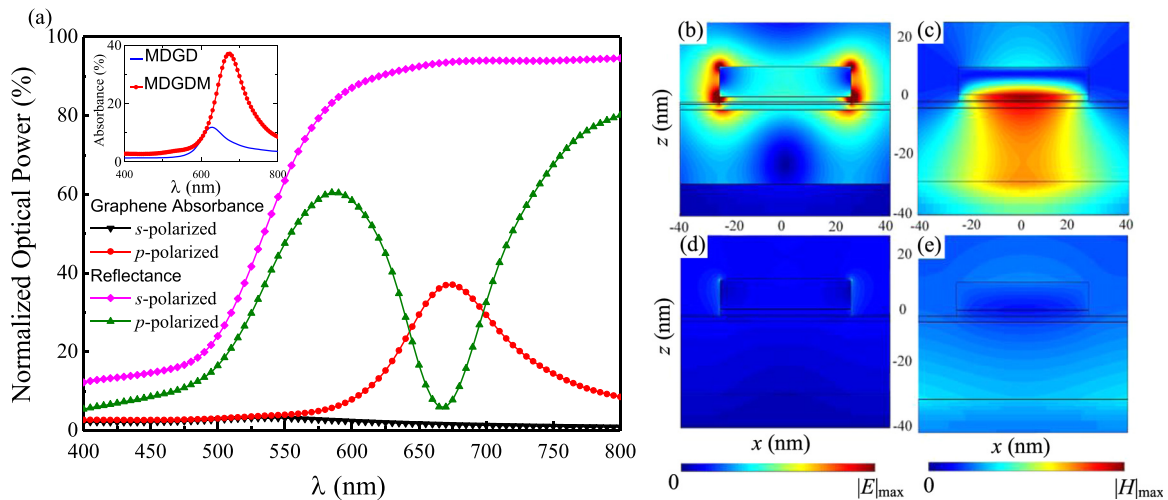 (a)
Normalized Optical Power (%)
100
80
60
40
20
0
400 450 500 550 600 650 700 750 800
λ (nm)
Absorbance (%)
40
20
0
400 600 800
λ (nm)
MDGD
MDGDM
Graphene Absorbance
s-polarized
p-polarized
Reflectance
s-polarized
p-polarized
(b)
z (nm)
-40 -20 0 20 40
(c)
20
0
-20
-40
-40 -20 0 20 40
(d)
z (nm)
x (nm)
0 |E|max
(e)
20
0
-20
-40
x (nm)
0 |H|max